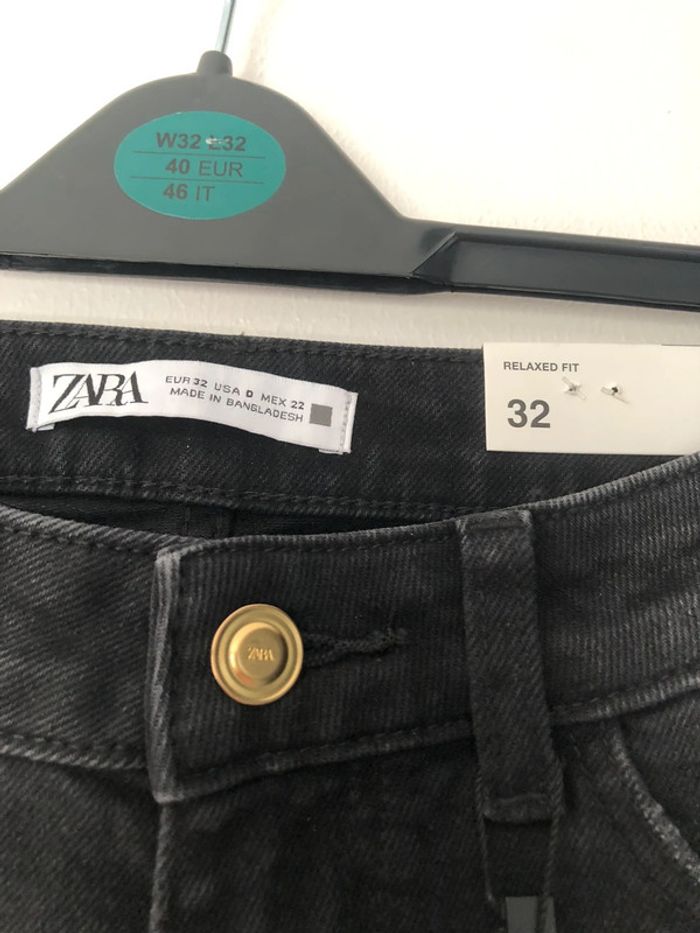 W32 L32
40 EUR
46 IT
ZARA
EUR 32 USA 0 MEX 22
MADE IN BANGLADESH
RELAXED FIT
32
ZARA